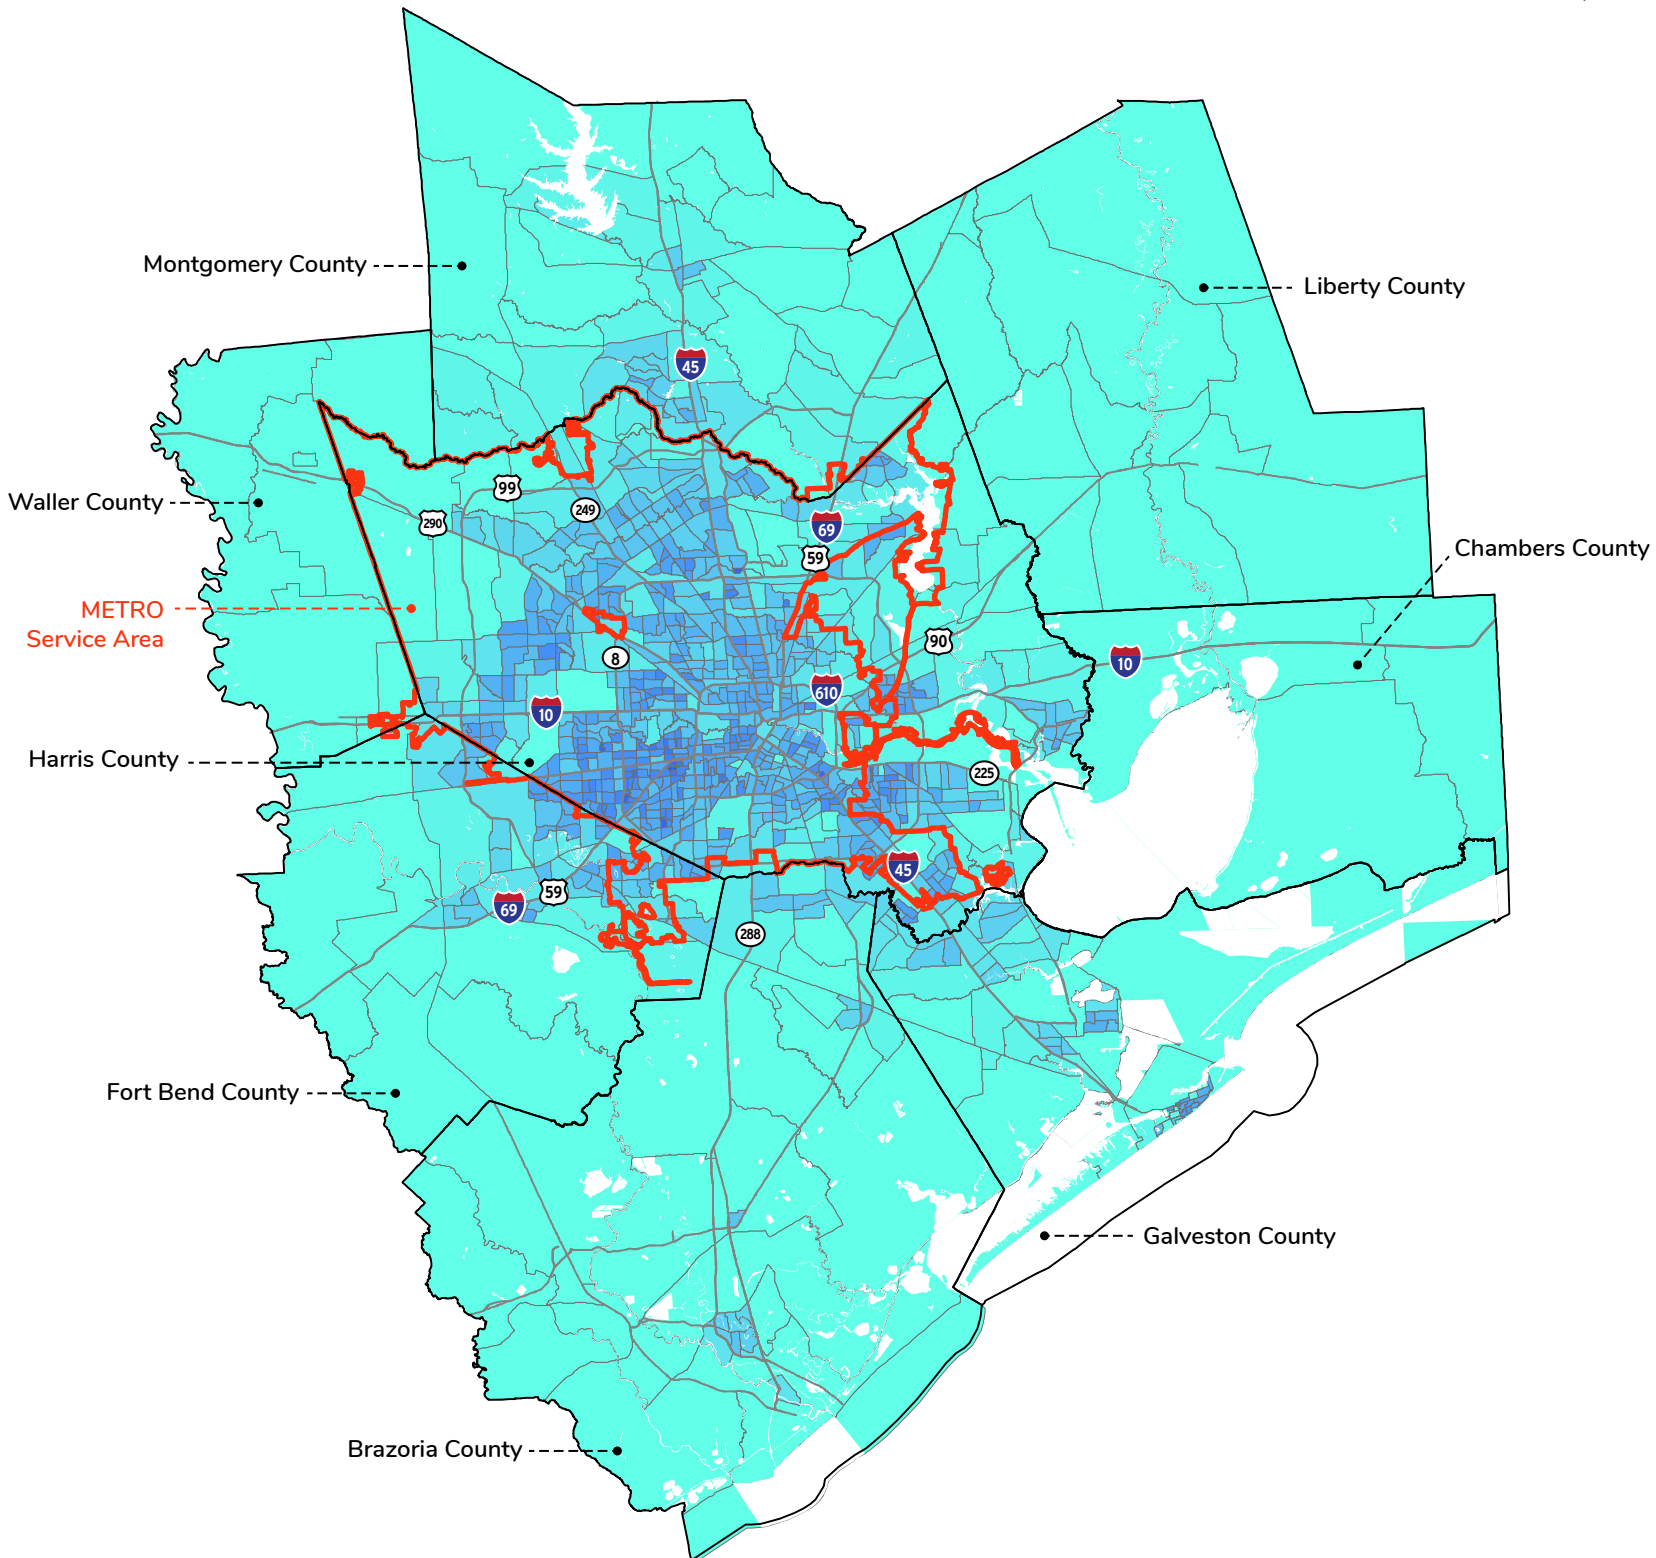 Montgomery County
45
Liberty County
99
Waller County
290
249
69
59
Chambers County
METRO
Service Area
8
90
10
610
10
Harris County
225
45
59
69
288
Fort Bend County
Galveston County
Brazoria County